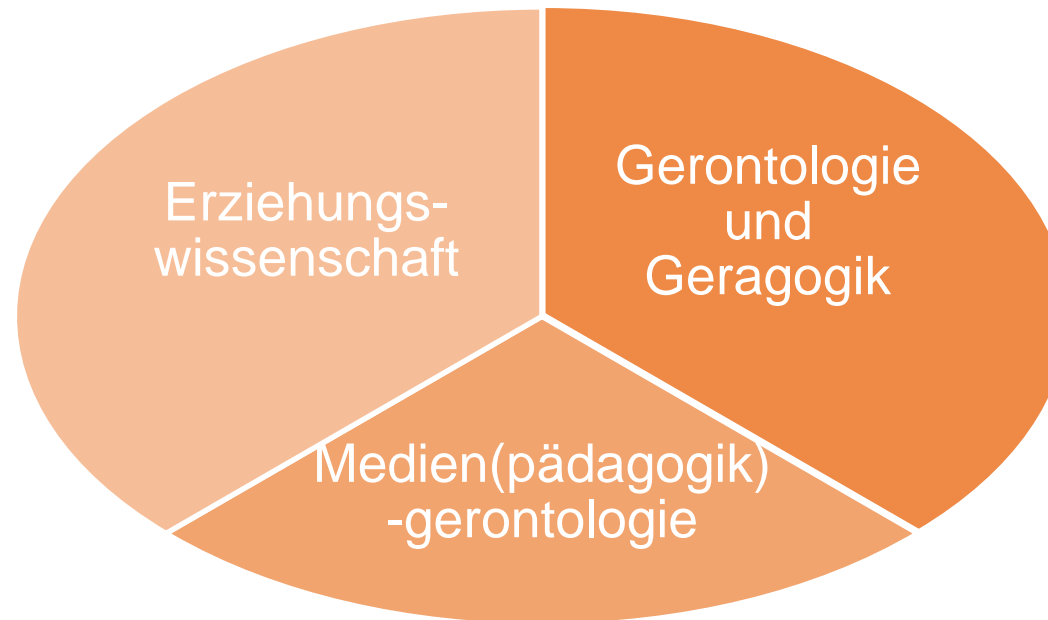 Erziehungs-
wissenschaft
Gerontologie
und
Geragogik
Medien(pädagogik)
-gerontologie